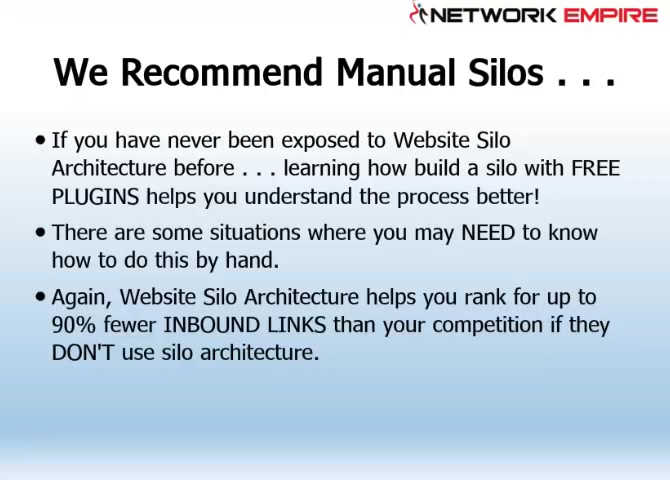 NETWORK EMPIRE
We Recommend Manual Silos . . .
• If you have never been exposed to Website Silo
Architecture before . . . learning how build a silo with FREE
PLUGINS helps you understand the process better!
• There are some situations where you may NEED to know
how to do this by hand.
• Again, Website Silo Architecture helps you rank for up to
90% fewer INBOUND LINKS than your competition if they
DON'T use silo architecture.